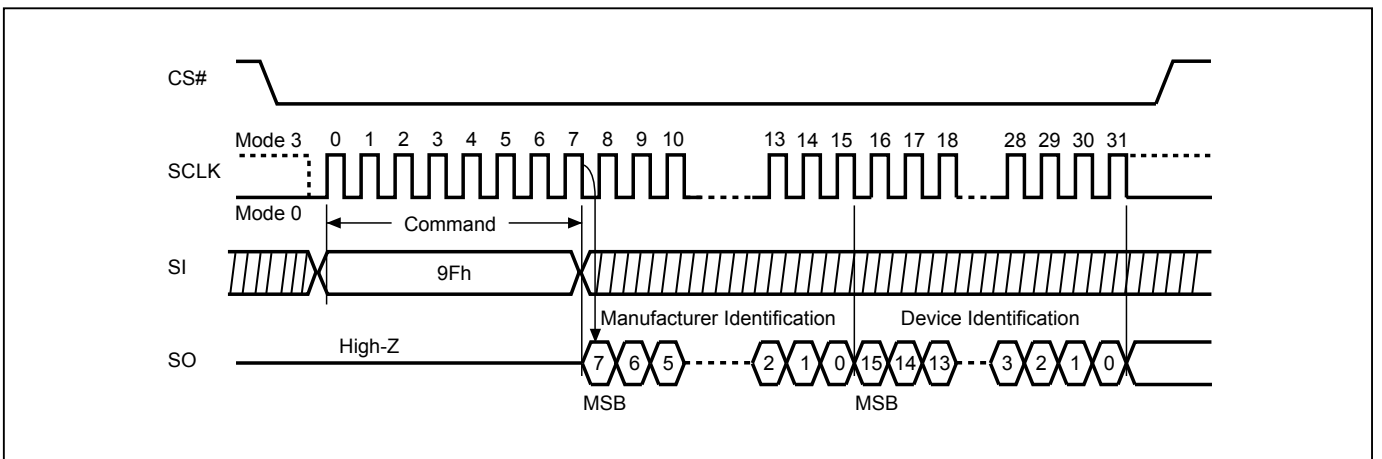 CS#
Mode 3 0 1 2 3 4 5 6 7 8 9 10 13 14 15 16 17 18 28 29 30 31
SCLK
Mode 0
Command
SI
9Fh
Manufacturer Identification Device Identification
High-Z
SO
7 6 5 2 1 0 15 14 13 3 2 1 0
MSB MSB